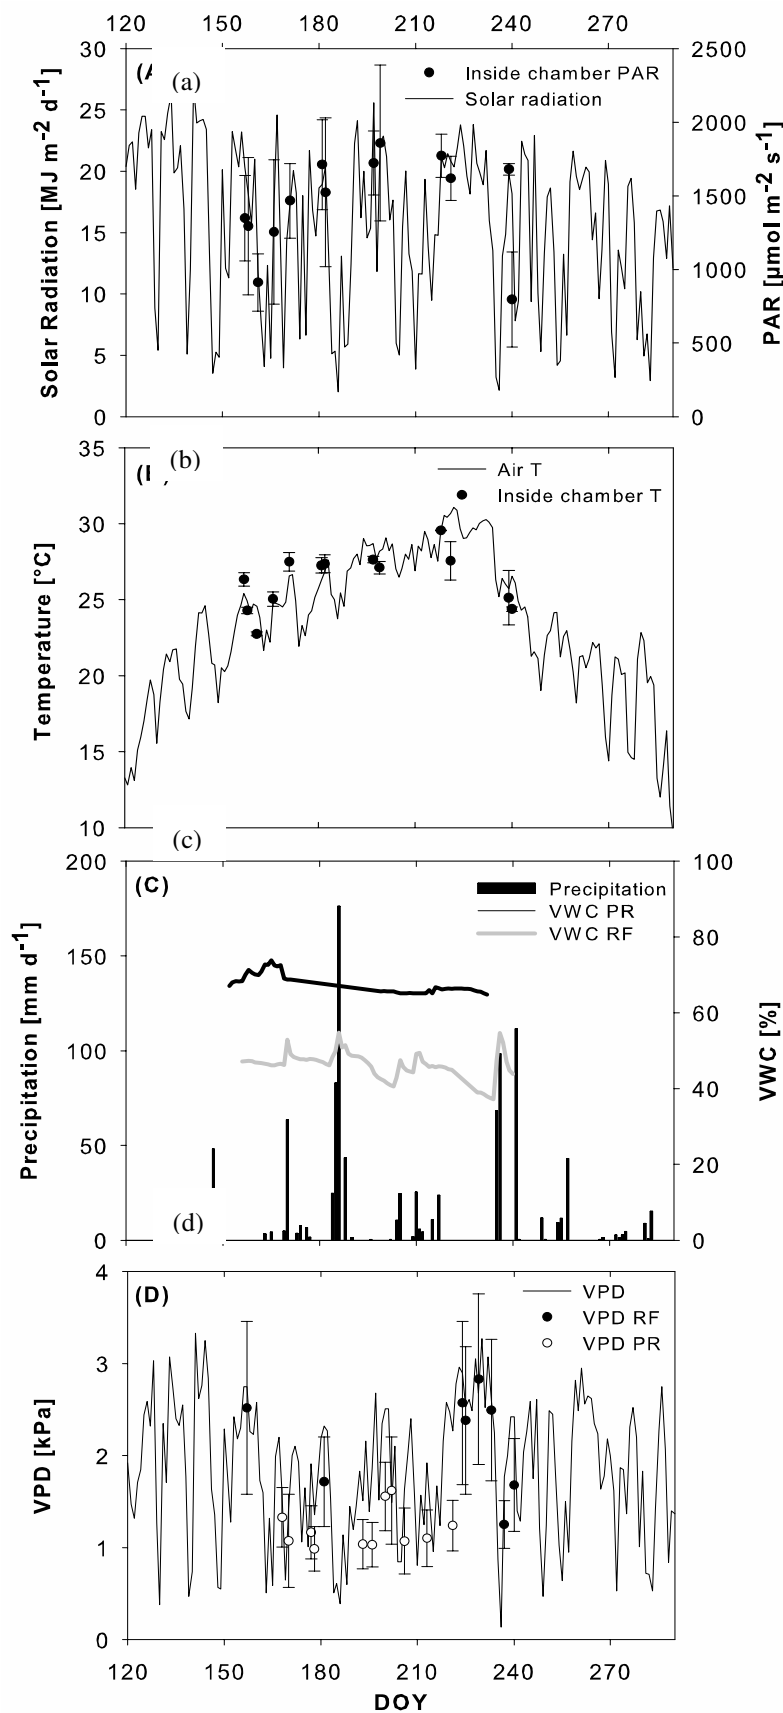 150 180 210 240 270
30 2500
(A (a)
Inside chamber PAR
Solar radiation
25
2000
20
1500
15
1000
10
500
5
0 0
Solar Radiation [MJ m-2 d-1]
PAR [µmol m-2 s-1]
35
(b)
Air T
Inside chamber T
30
25
20
15
10
Temperature [°C]
(c)
200 100
(C)
Precipitation
VWC PR
VWC RF
80
150
60
100
40
50
20
(d)
0 0
Precipitation [mm d-1]
VWC [%]
4
(D)
VPD
VPD RF
VPD PR
3
2
1
0
VPD [kPa]
120 150 180 210 240 270
DOY